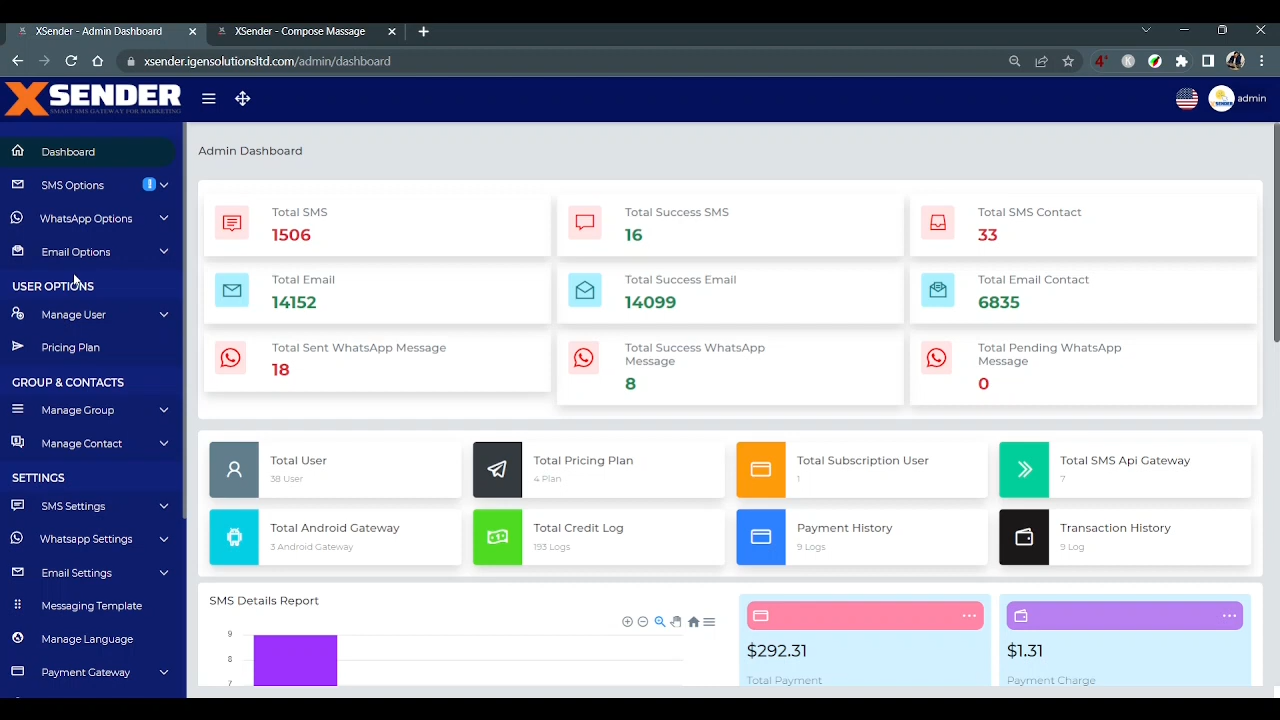 XSender - Admin Dashboard
XSender - Compose Massage
xsender.igensolutionsltd.com/admin/dashboard
XSENDER
SMART SMS GATEWAY FOR MARKETING
admin
Dashboard
SMS Options
WhatsApp Options
Email Options
USER OPTIONS
Manage User
Pricing Plan
GROUP & CONTACTS
Manage Group
Manage Contact
SETTINGS
SMS Settings
Whatsapp Settings
Email Settings
Messaging Template
Manage Language
Payment Gateway
Admin Dashboard
Total SMS
1506
Total Success SMS
16
Total SMS Contact
33
Total Email
14152
Total Success Email
14099
Total Email Contact
6835
Total Sent WhatsApp Message
18
Total Success WhatsApp
Message
8
Total Pending WhatsApp
Message
0
Total User
38 User
Total Pricing Plan
4 Plan
Total Subscription User
1
Total SMS Api Gateway
7
Total Android Gateway
3 Android Gateway
Total Credit Log
193 Logs
Payment History
9 Logs
Transaction History
9 Log
SMS Details Report
9
8
7
$292.31
Total Payment
$1.31
Payment Charge